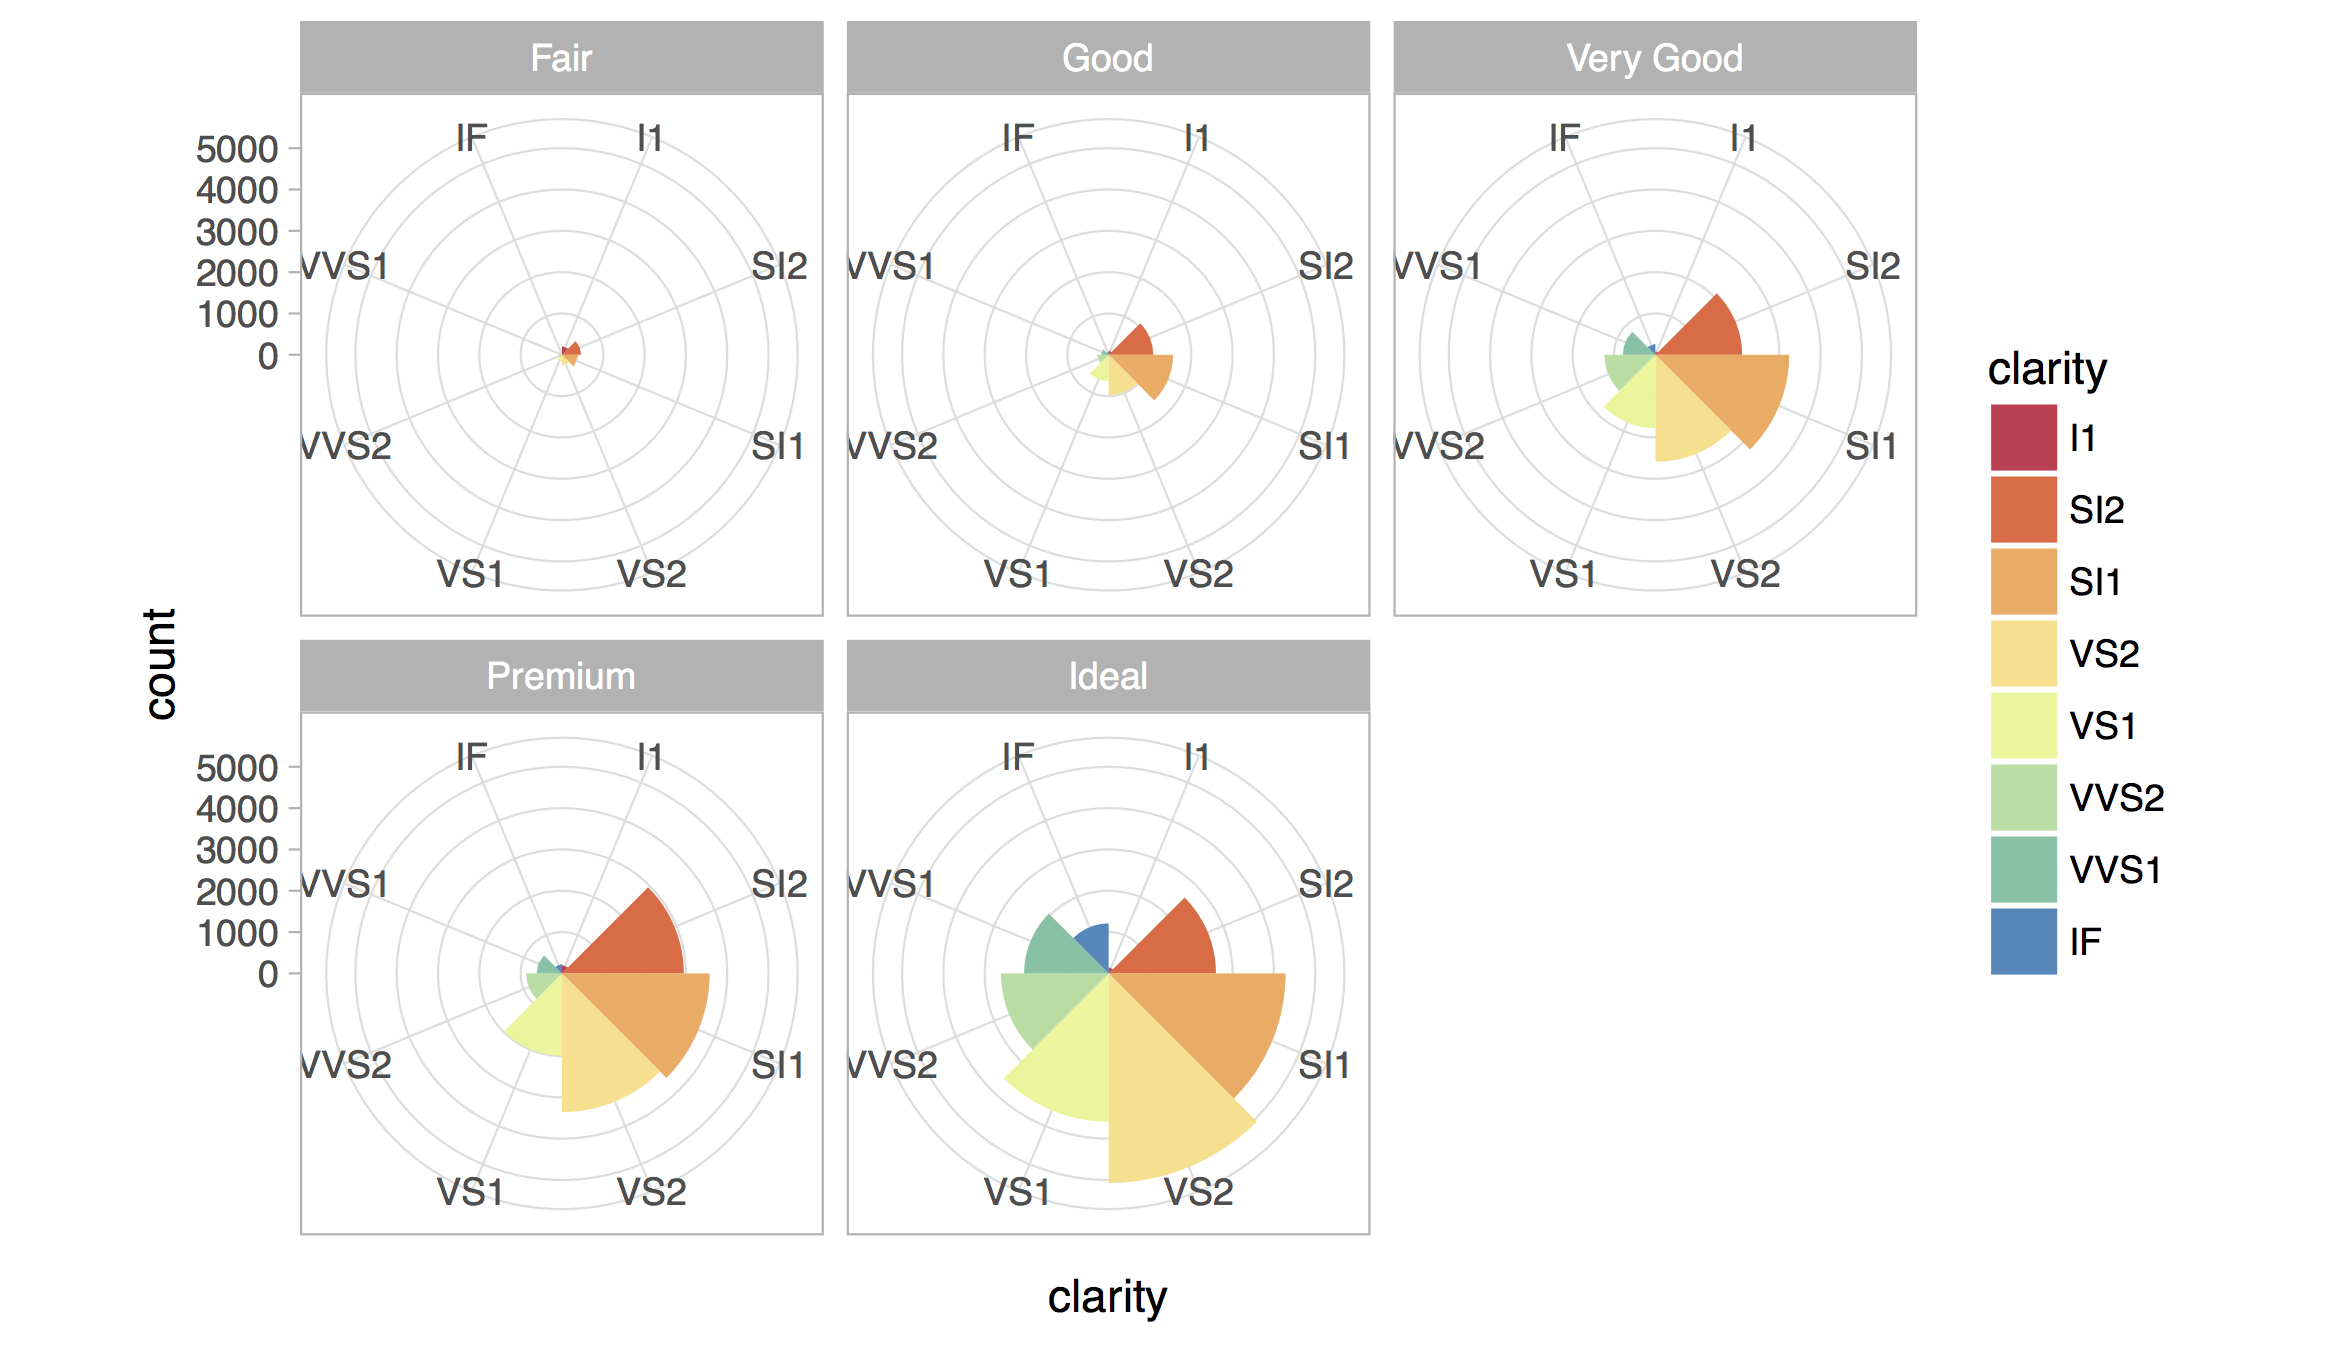 Fair
Good
Very Good
IF I1
IF I1
IF I1
5000
4000
3000
2000
1000
0
VVS1 SI2
VVS1 SI2
VVS1 SI2
VVS2 SI1
VVS2 SI1
VVS2 SI1
VS1 VS2
VS1 VS2
VS1 VS2
count
Premium
Ideal
IF I1
IF I1
5000
4000
3000
2000
1000
0
VVS1 SI2
VVS1 SI2
VVS2 SI1
VVS2 SI1
VS1 VS2
VS1 VS2
clarity
clarity
I1
SI2
SI1
VS2
VS1
VVS2
VVS1
IF